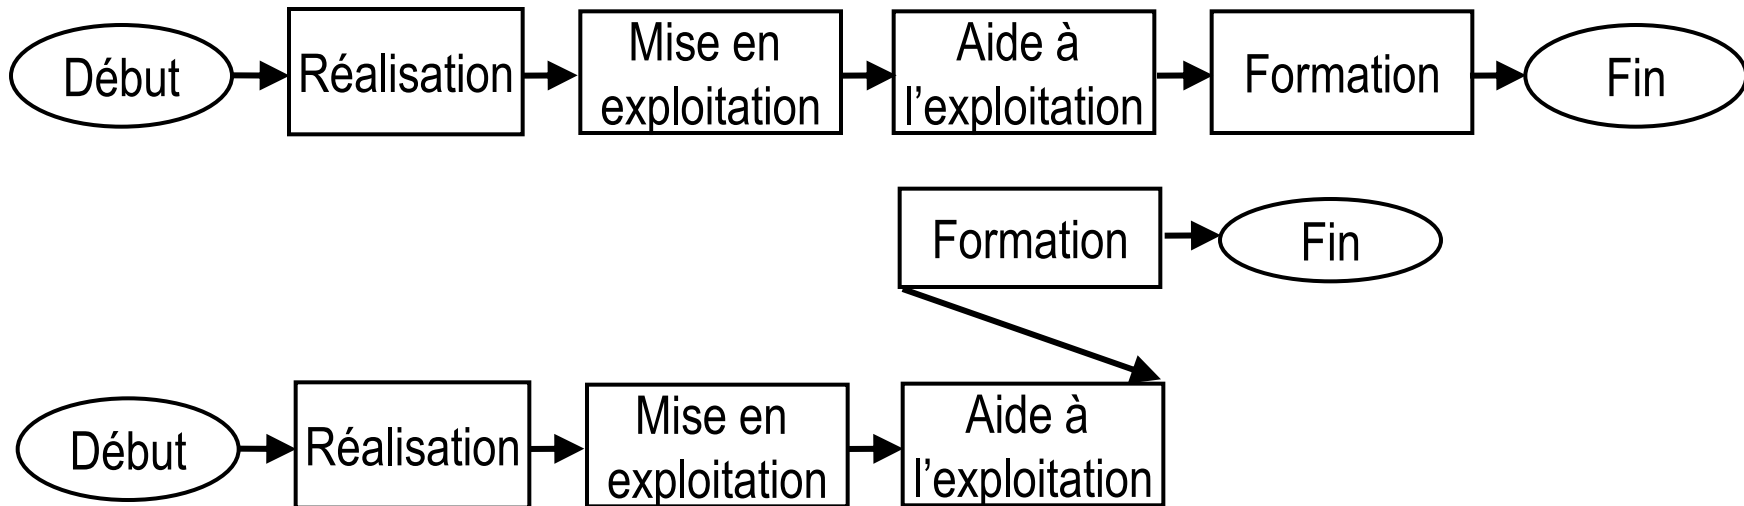 Début
Réalisation
Mise en
exploitation
Aide à
l’exploitation
Formation
Fin
Formation
Fin
Début
Réalisation
Mise en
exploitation
Aide à
l’exploitation